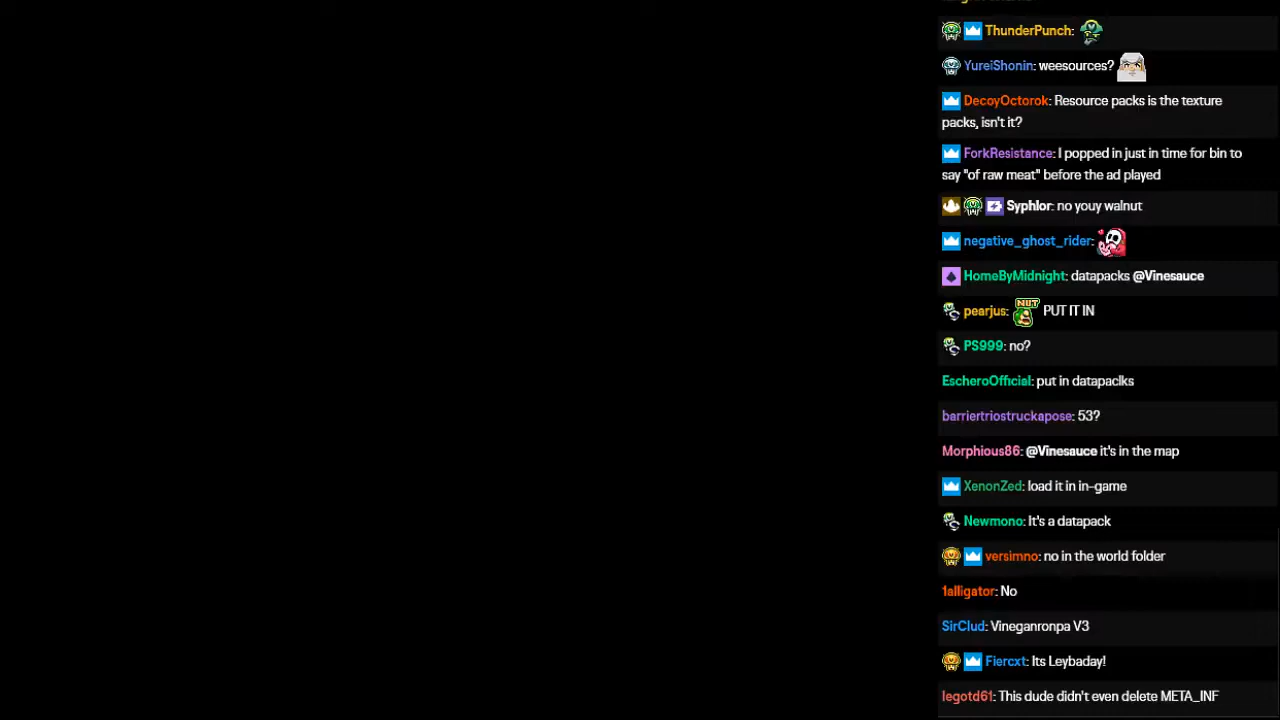 ThunderPunch:
YureiShonin: weesources?
DecoyOctorok: Resource packs is the texture
packs, isn't it?
ForkResistance: I popped in just in time for bin to
say "of raw meat" before the ad played
Syphlor: no youy walnut
negative_ghost_rider:
HomeByMidnight: datapacks @Vinesauce
pearjus: NUT PUT IT IN
PS999: no?
EscheroOfficial: put in datapaclks
barriertriostruckapose: 53?
Morphious86: @Vinesauce it's in the map
XenonZed: load it in in-game
Newmono: It's a datapack
versimno: no in the world folder
1alligator: No
SirClud: Vineganronpa V3
Fiercxt: Its Leybaday!
legotd61: This dude didn't even delete META_INF